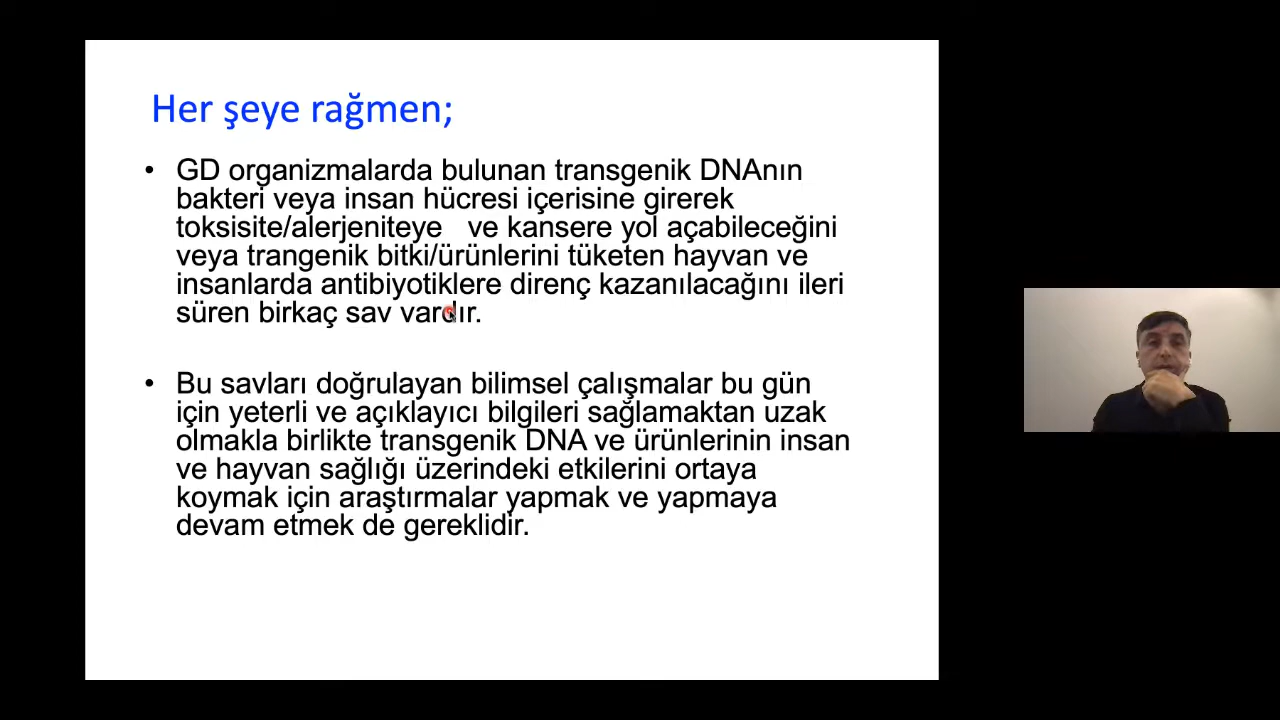 Her şeye rağmen;
• GD organizmalarda bulunan transgenik DNAnın
bakteri veya insan hücresi içerisine girerek
toksisite/alerjeniteye ve kansere yol açabileceğini
veya trangenik bitki/ürünlerini tüketen hayvan ve
insanlarda antibiyotiklere direnç kazanılacağını ileri
süren birkaç sav vardır.
• Bu savları doğrulayan bilimsel çalışmalar bu gün
için yeterli ve açıklayıcı bilgileri sağlamaktan uzak
olmakla birlikte transgenik DNA ve ürünlerinin insan
ve hayvan sağlığı üzerindeki etkilerini ortaya
koymak için araştırmalar yapmak ve yapmaya
devam etmek de gereklidir.